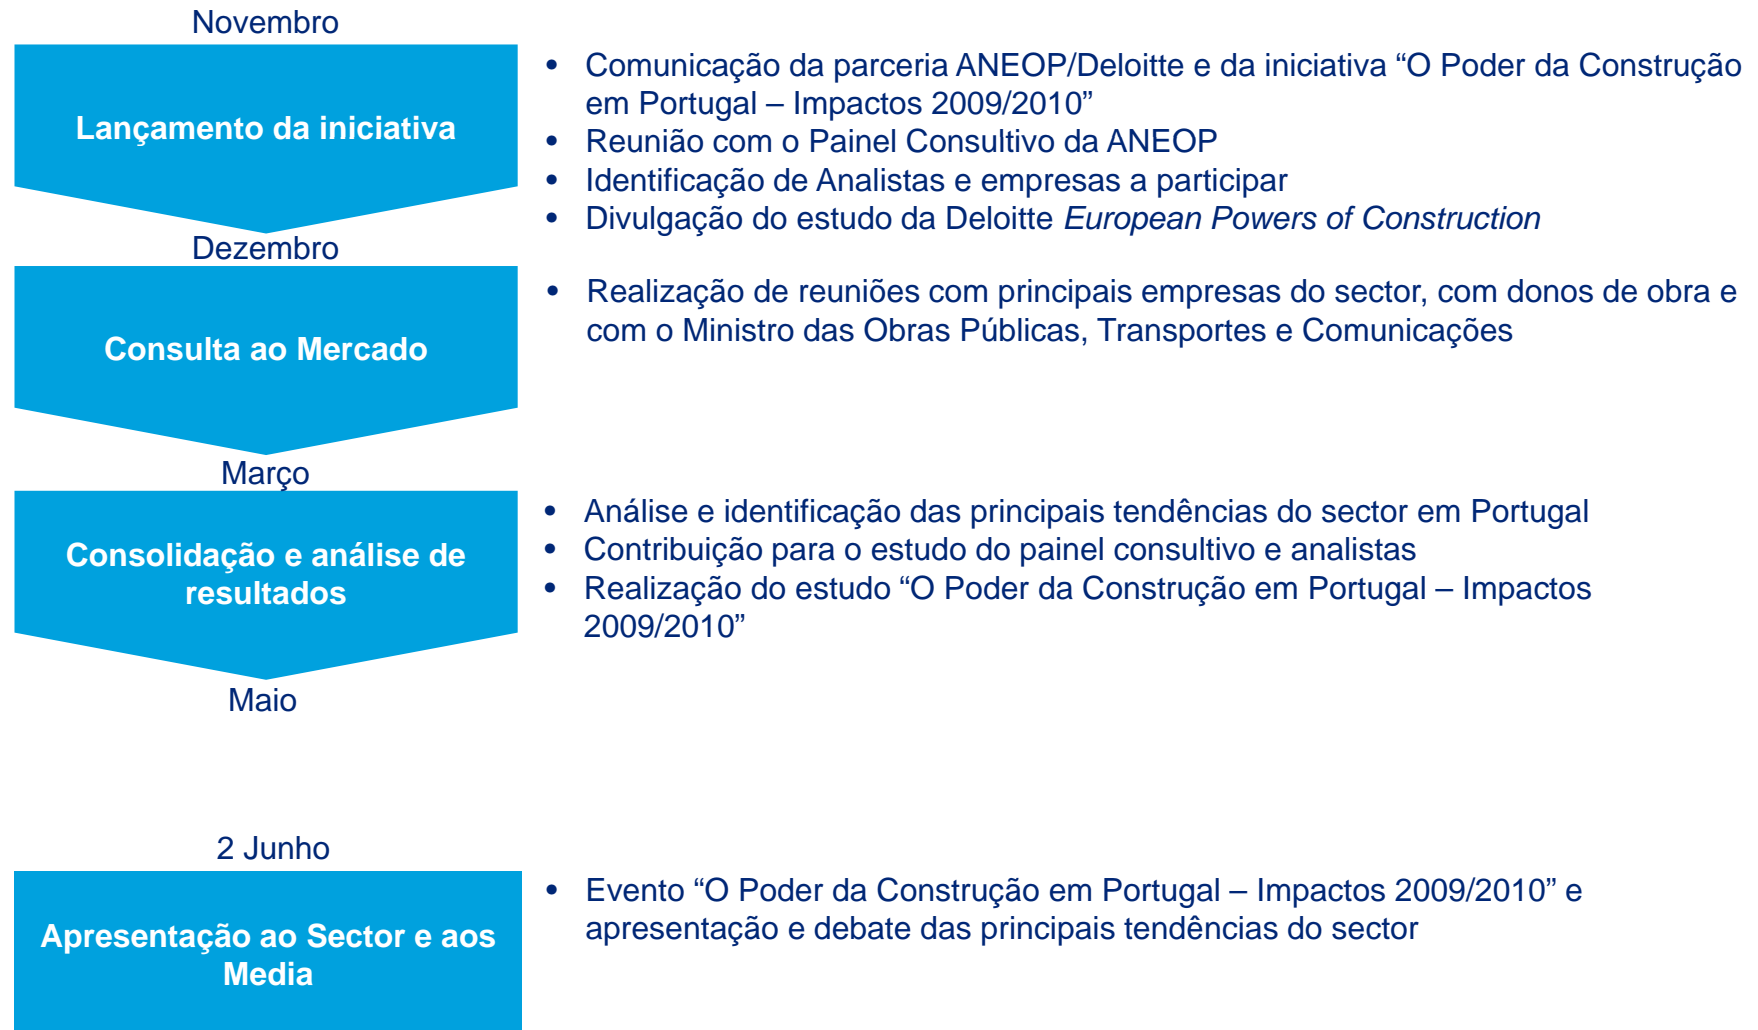 Novembro
Lançamento da iniciativa
• Comunicação da parceria ANEOP/Deloitte e da iniciativa “O Poder da Construção
em Portugal – Impactos 2009/2010”
• Reunião com o Painel Consultivo da ANEOP
• Identificação de Analistas e empresas a participar
• Divulgação do estudo da Deloitte European Powers of Construction
Dezembro
Consulta ao Mercado
• Realização de reuniões com principais empresas do sector, com donos de obra e
com o Ministro das Obras Públicas, Transportes e Comunicações
Março
Consolidação e análise de
resultados
• Análise e identificação das principais tendências do sector em Portugal
• Contribuição para o estudo do painel consultivo e analistas
• Realização do estudo “O Poder da Construção em Portugal – Impactos
2009/2010”
Maio
2 Junho
Apresentação ao Sector e aos
Media
• Evento “O Poder da Construção em Portugal – Impactos 2009/2010” e
apresentação e debate das principais tendências do sector